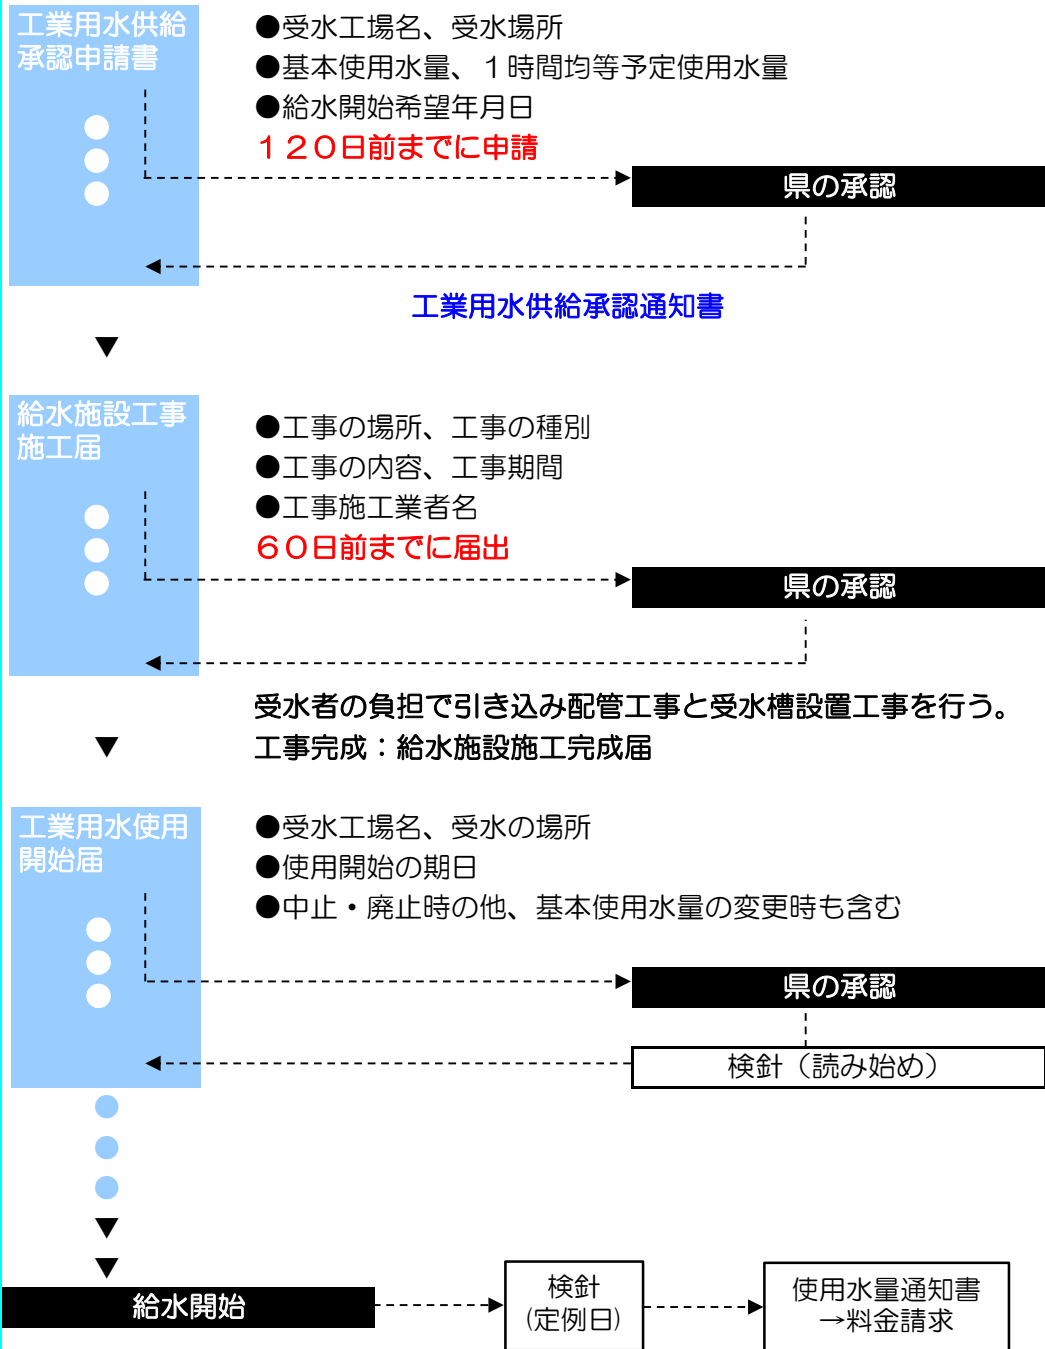 工業用水供給
承認申請書
●受水工場名、受水場所
●基本使用水量、１時間均等予定使用水量
●給水開始希望年月日
１２０日前までに申請
県の承認
工業用水供給承認通知書
▼
給水施設工事
施工届
●工事の場所、工事の種別
●工事の内容、工事期間
●工事施工業者名
６０日前までに届出
県の承認
受水者の負担で引き込み配管工事と受水槽設置工事を行う。
工事完成：給水施設施工完成届
▼
工業用水使用
開始届
●受水工場名、受水の場所
●使用開始の期日
●中止・廃止時の他、基本使用水量の変更時も含む
県の承認
検針（読み始め）
▼
▼
給水開始
検針
(定例日)
使用水量通知書
→料金請求